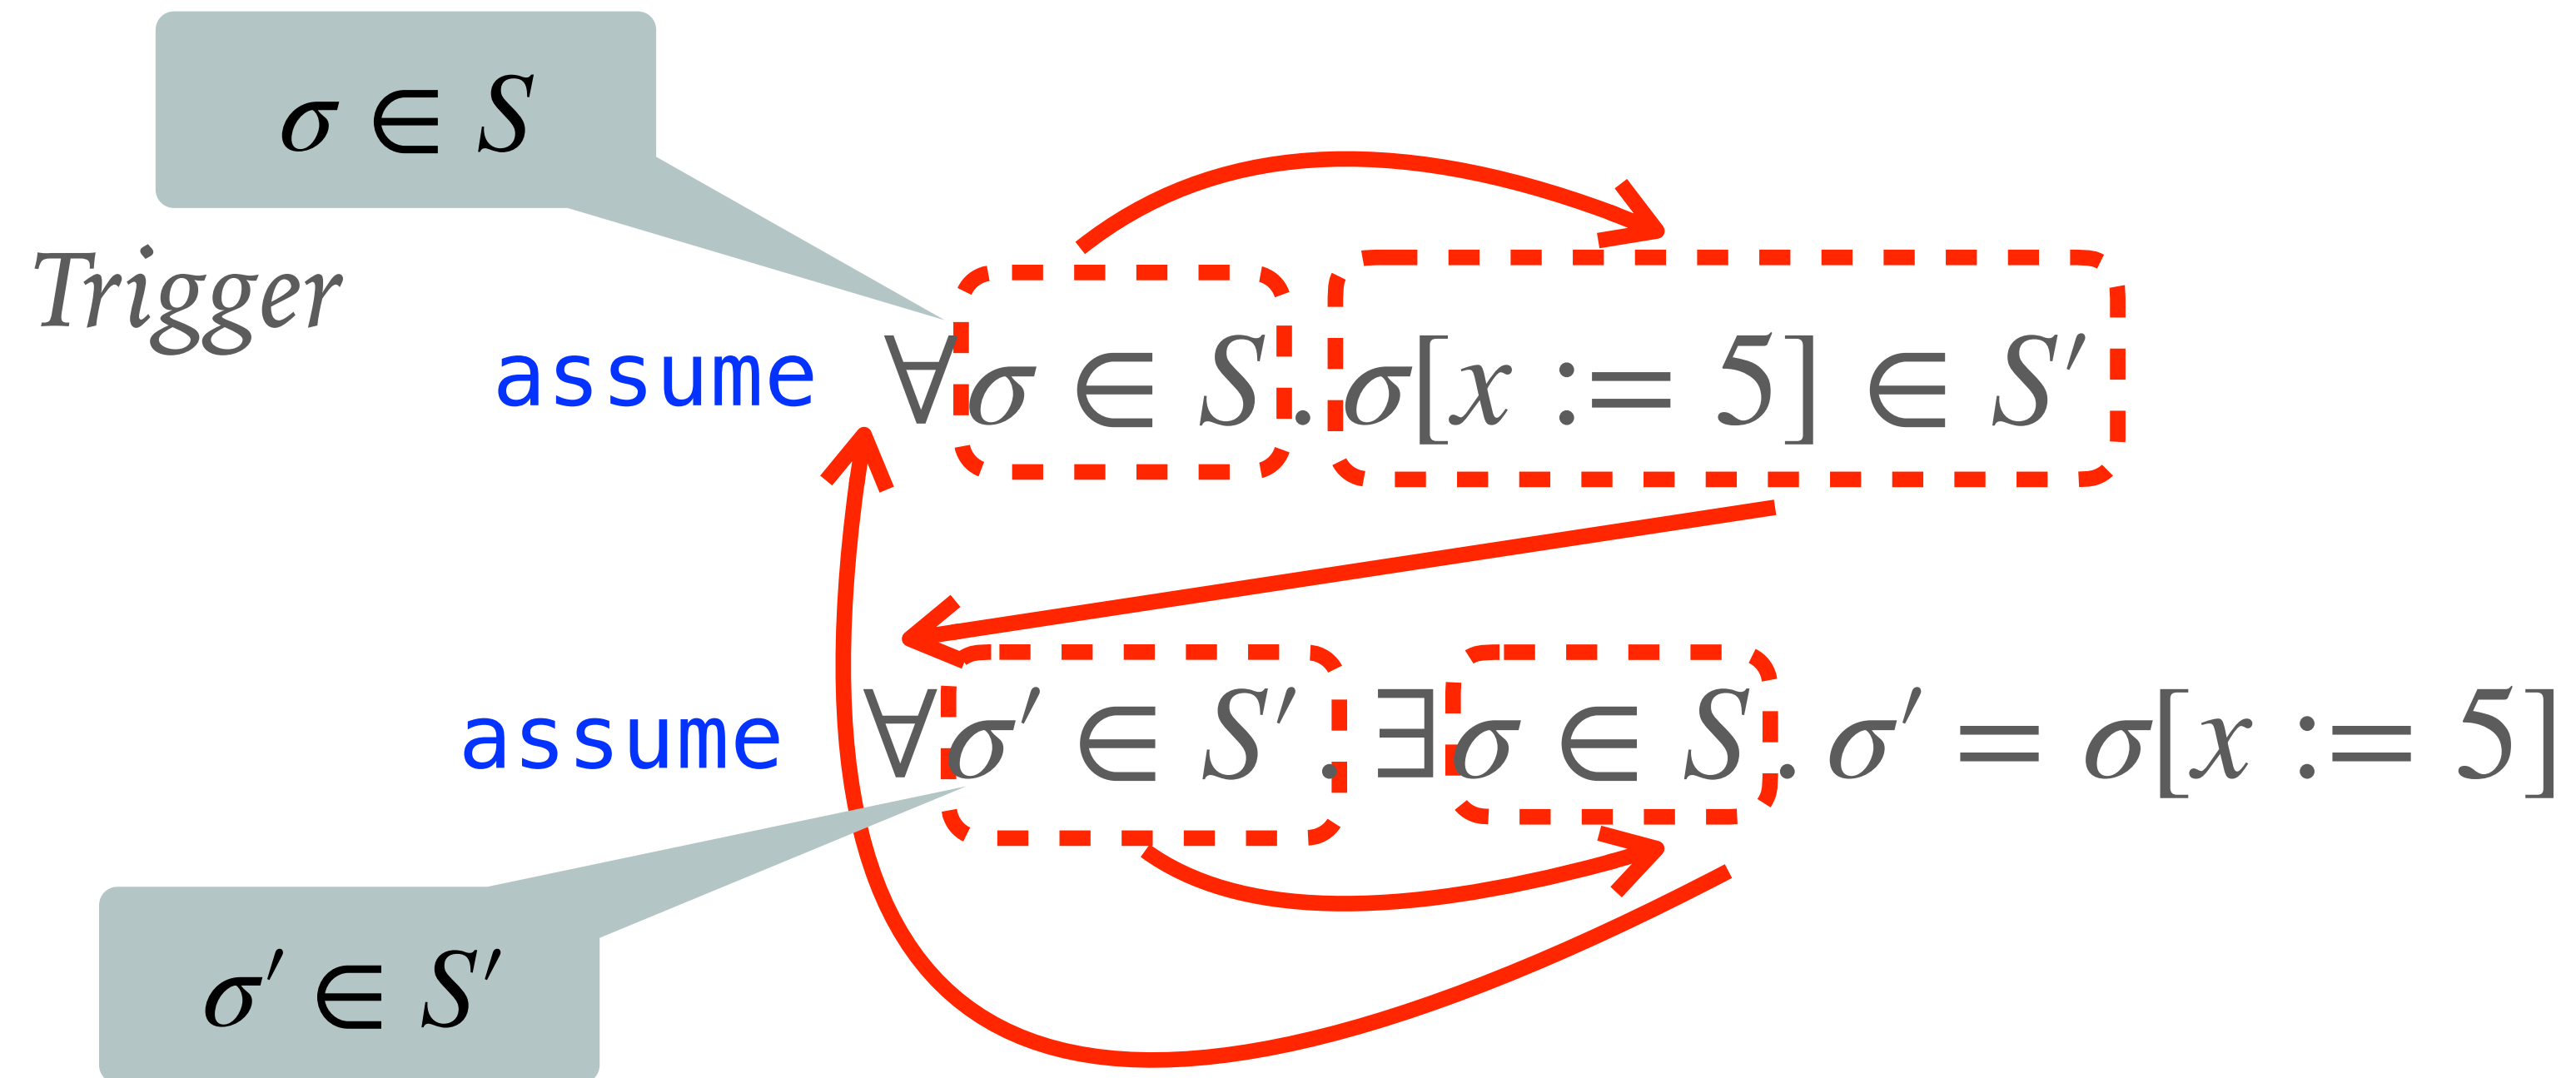 σ ∈ S
Trigger
assume ∀σ ∈ S. σ[x := 5] ∈ S′
assume ∀σ′ ∈ S′. ∃σ ∈ S. σ′ = σ[x := 5]
σ′ ∈ S′